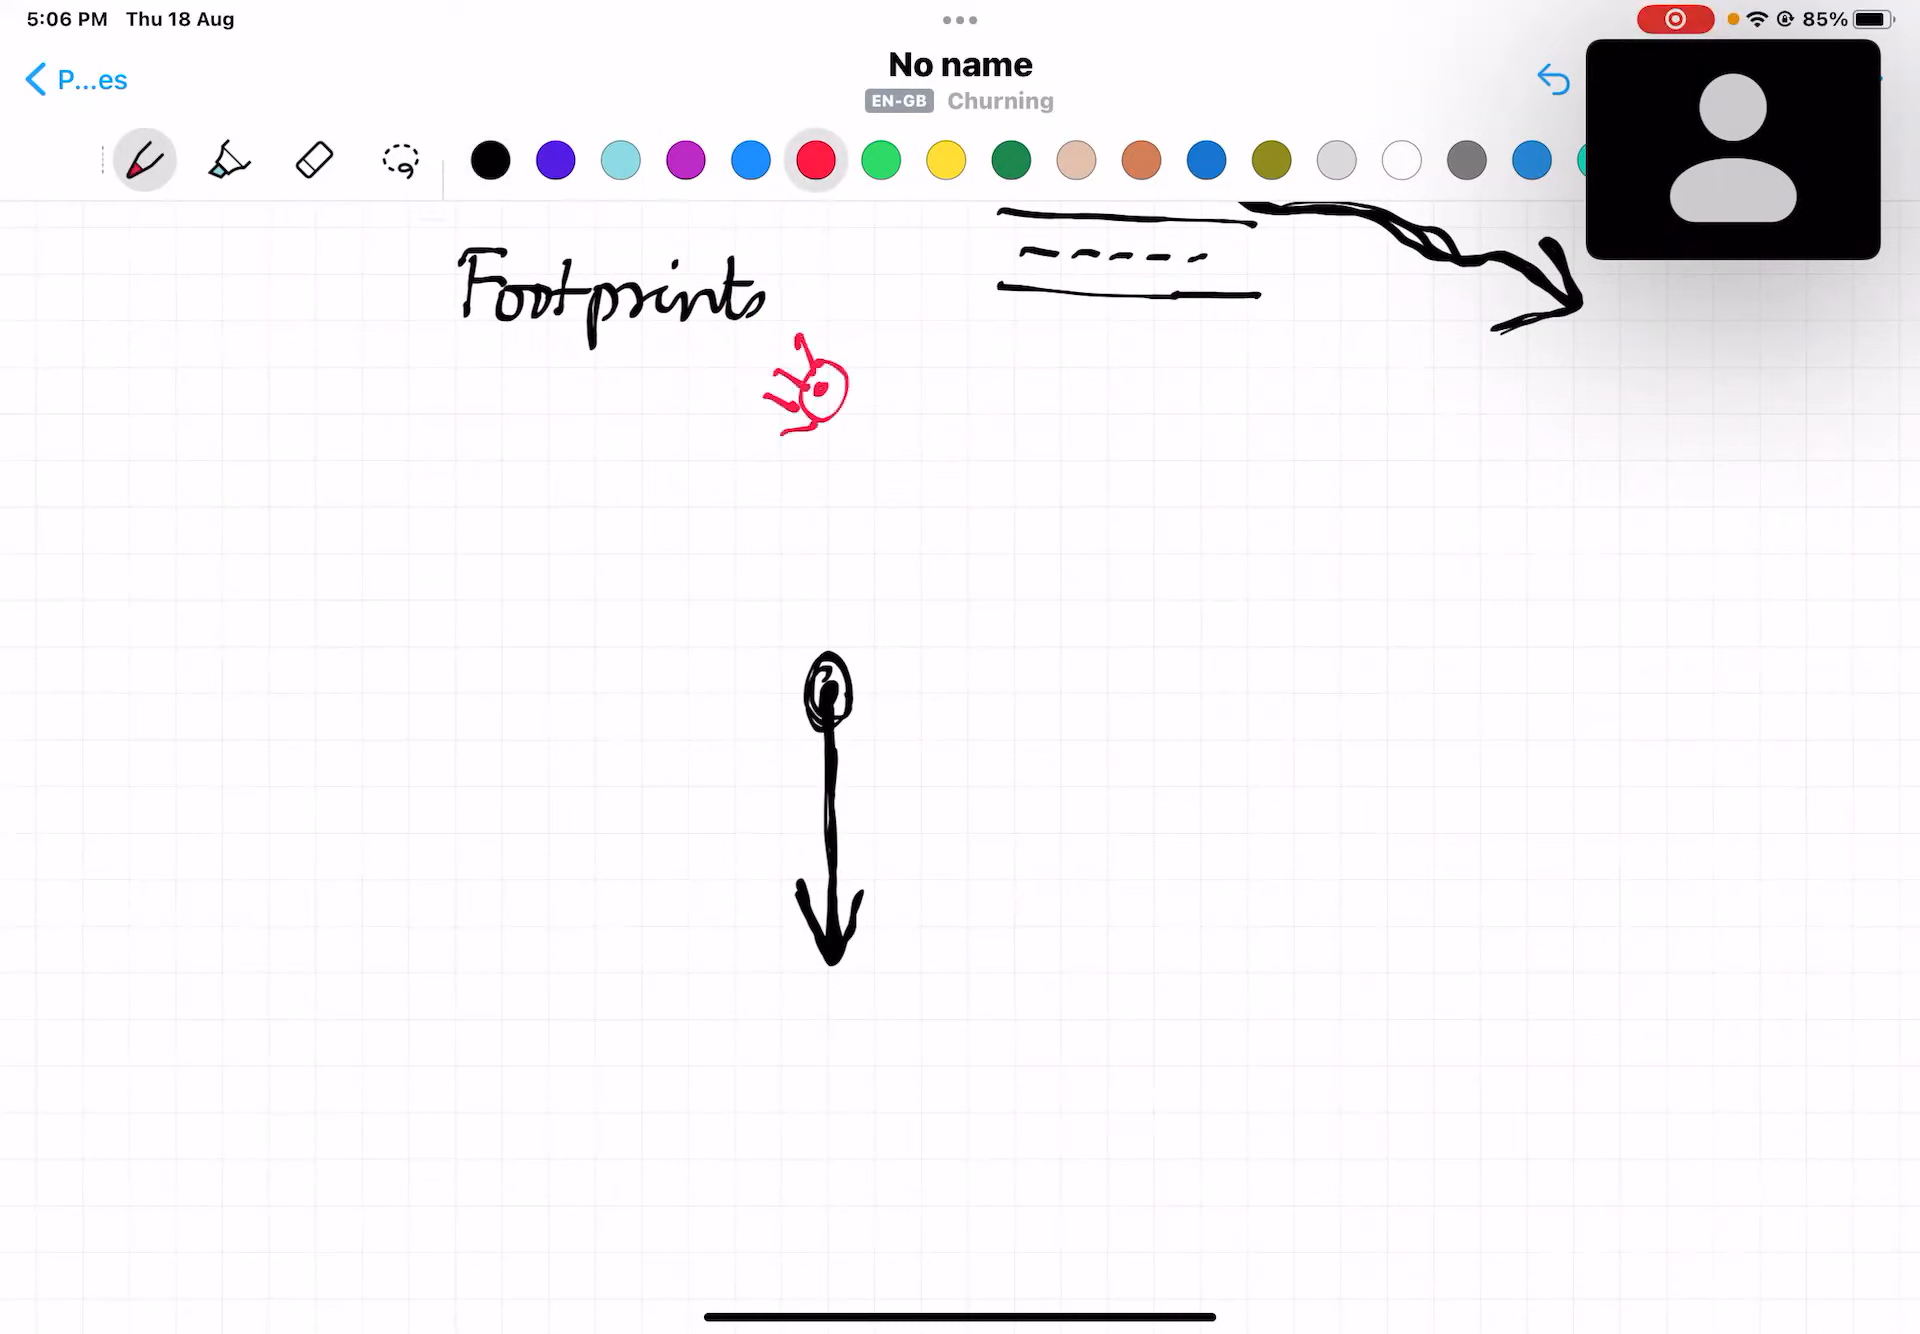 5:06 PM Thu 18 Aug
85%
P...es
No name
EN-GB Churning
Footprints